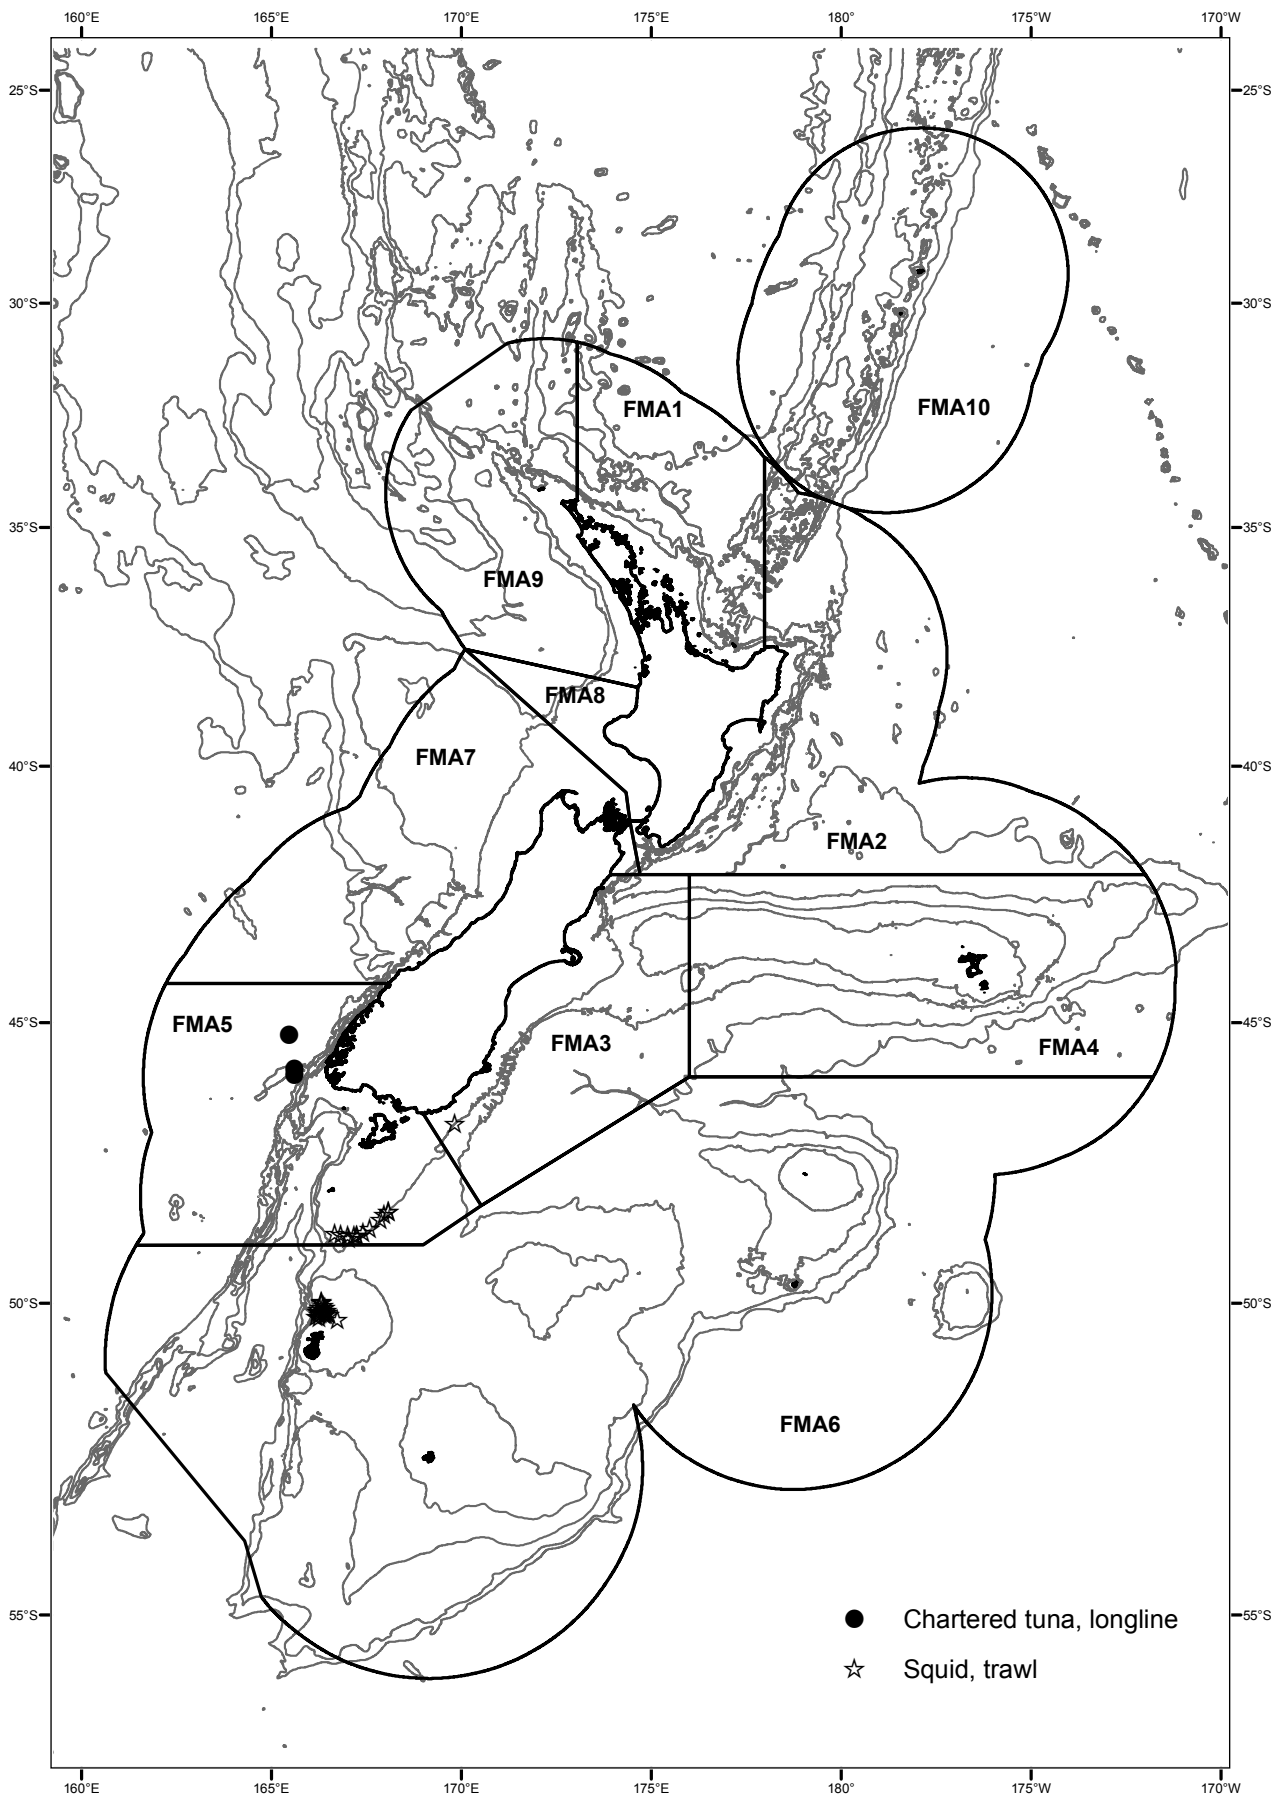 160°E 165°E 170°E 175°E 180° 175°W 170°W
25°S 25°S
30°S 30°S
FMA1
FMA10
35°S 35°S
FMA9
FMA8
FMA7
40°S 40°S
FMA2
FMA5
45°S 45°S
FMA3
FMA4
50°S 50°S
FMA6
55°S 55°S
Chartered tuna, longline
Squid, trawl
160°E 165°E 170°E 175°E 180° 175°W 170°W